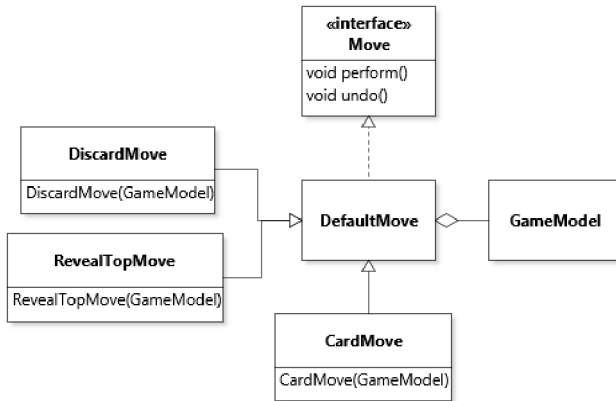 «interface»
Move
void perform()
void undo()
DiscardMove
DiscardMove(GameModel)
DefaultMove
GameModel
RevealTopMove
RevealTopMove(GameModel)
CardMove
CardMove(GameModel)